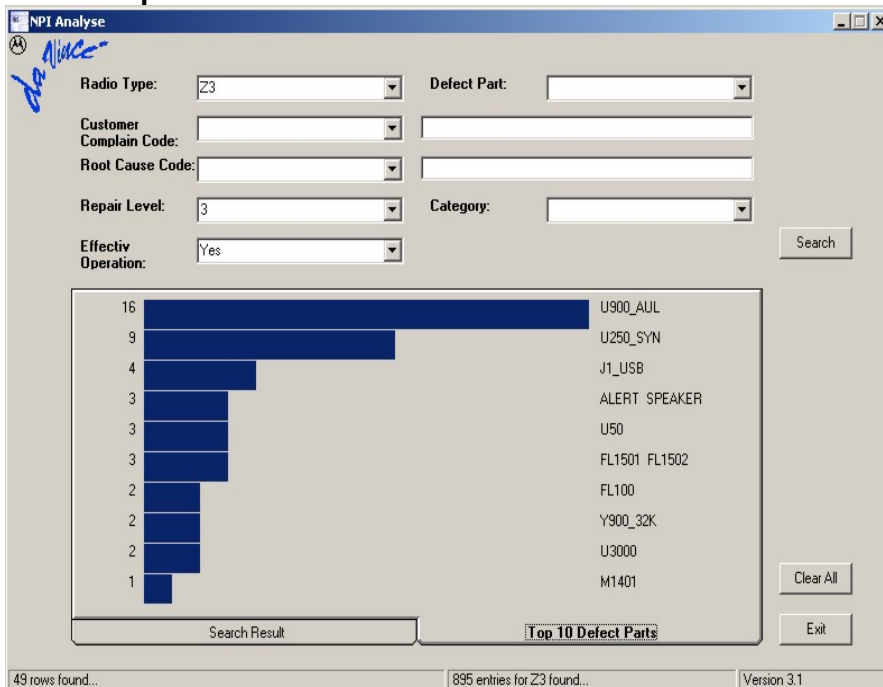 NPI Analyse
da Vince
Radio Type: Z3 Defect Part:
Customer
Complain Code:
Root Cause Code:
Repair Level: 3 Category:
Effectiv
Operation: Yes
Search
16 U900_AUL
9 U250_SYN
4 J1_USB
3 ALERT SPEAKER
3 U50
3 FL1501 FL1502
2 FL100
2 Y900_32K
2 U3000
1 M1401
Clear All
Search Result Top 10 Defect Parts
Exit
49 rows found... 895 entries for Z3 found... Version 3.1